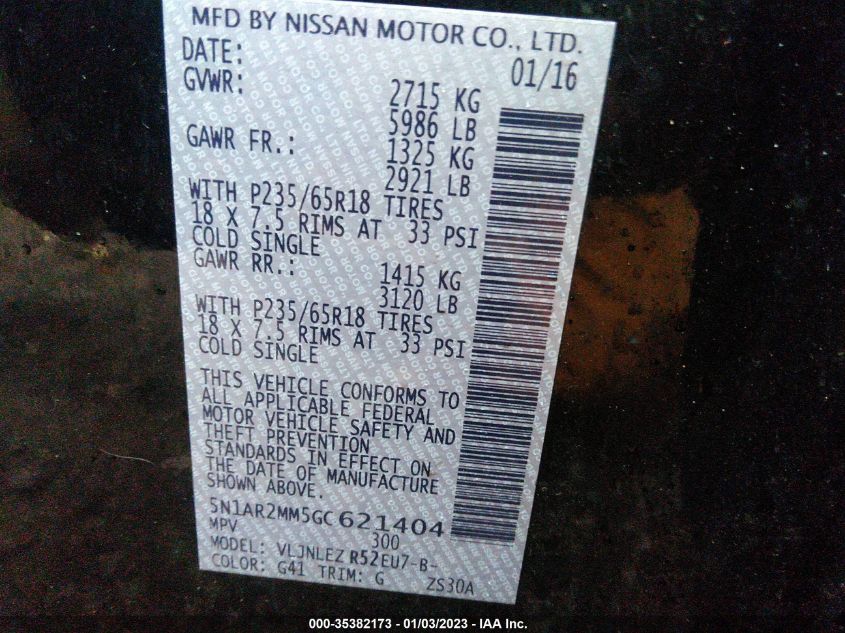 MFD BY NISSAN MOTOR CO., LTD.
DATE: 01/16
GVWR: 2715 KG
5986 LB
GAWR FR.: 1325 KG
2921 LB
WITH P235/65R18 TIRES
18 X 7.5 RIMS AT 33 PSI
COLD SINGLE
GAWR RR.: 1415 KG
3120 LB
WITH P235/65R18 TIRES
18 X 7.5 RIMS AT 33 PSI
COLD SINGLE
THIS VEHICLE CONFORMS TO
ALL APPLICABLE FEDERAL
MOTOR VEHICLE SAFETY AND
THEFT PREVENTION
STANDARDS IN EFFECT ON
THE DATE OF MANUFACTURE
SHOWN ABOVE.
5N1AR2MM5GC621404
MPV 300
MODEL: VLJNLEZ R52EU7-B-
COLOR: G41 TRIM: G ZS30A
000-35382173 - 01/03/2023 - IAA Inc.